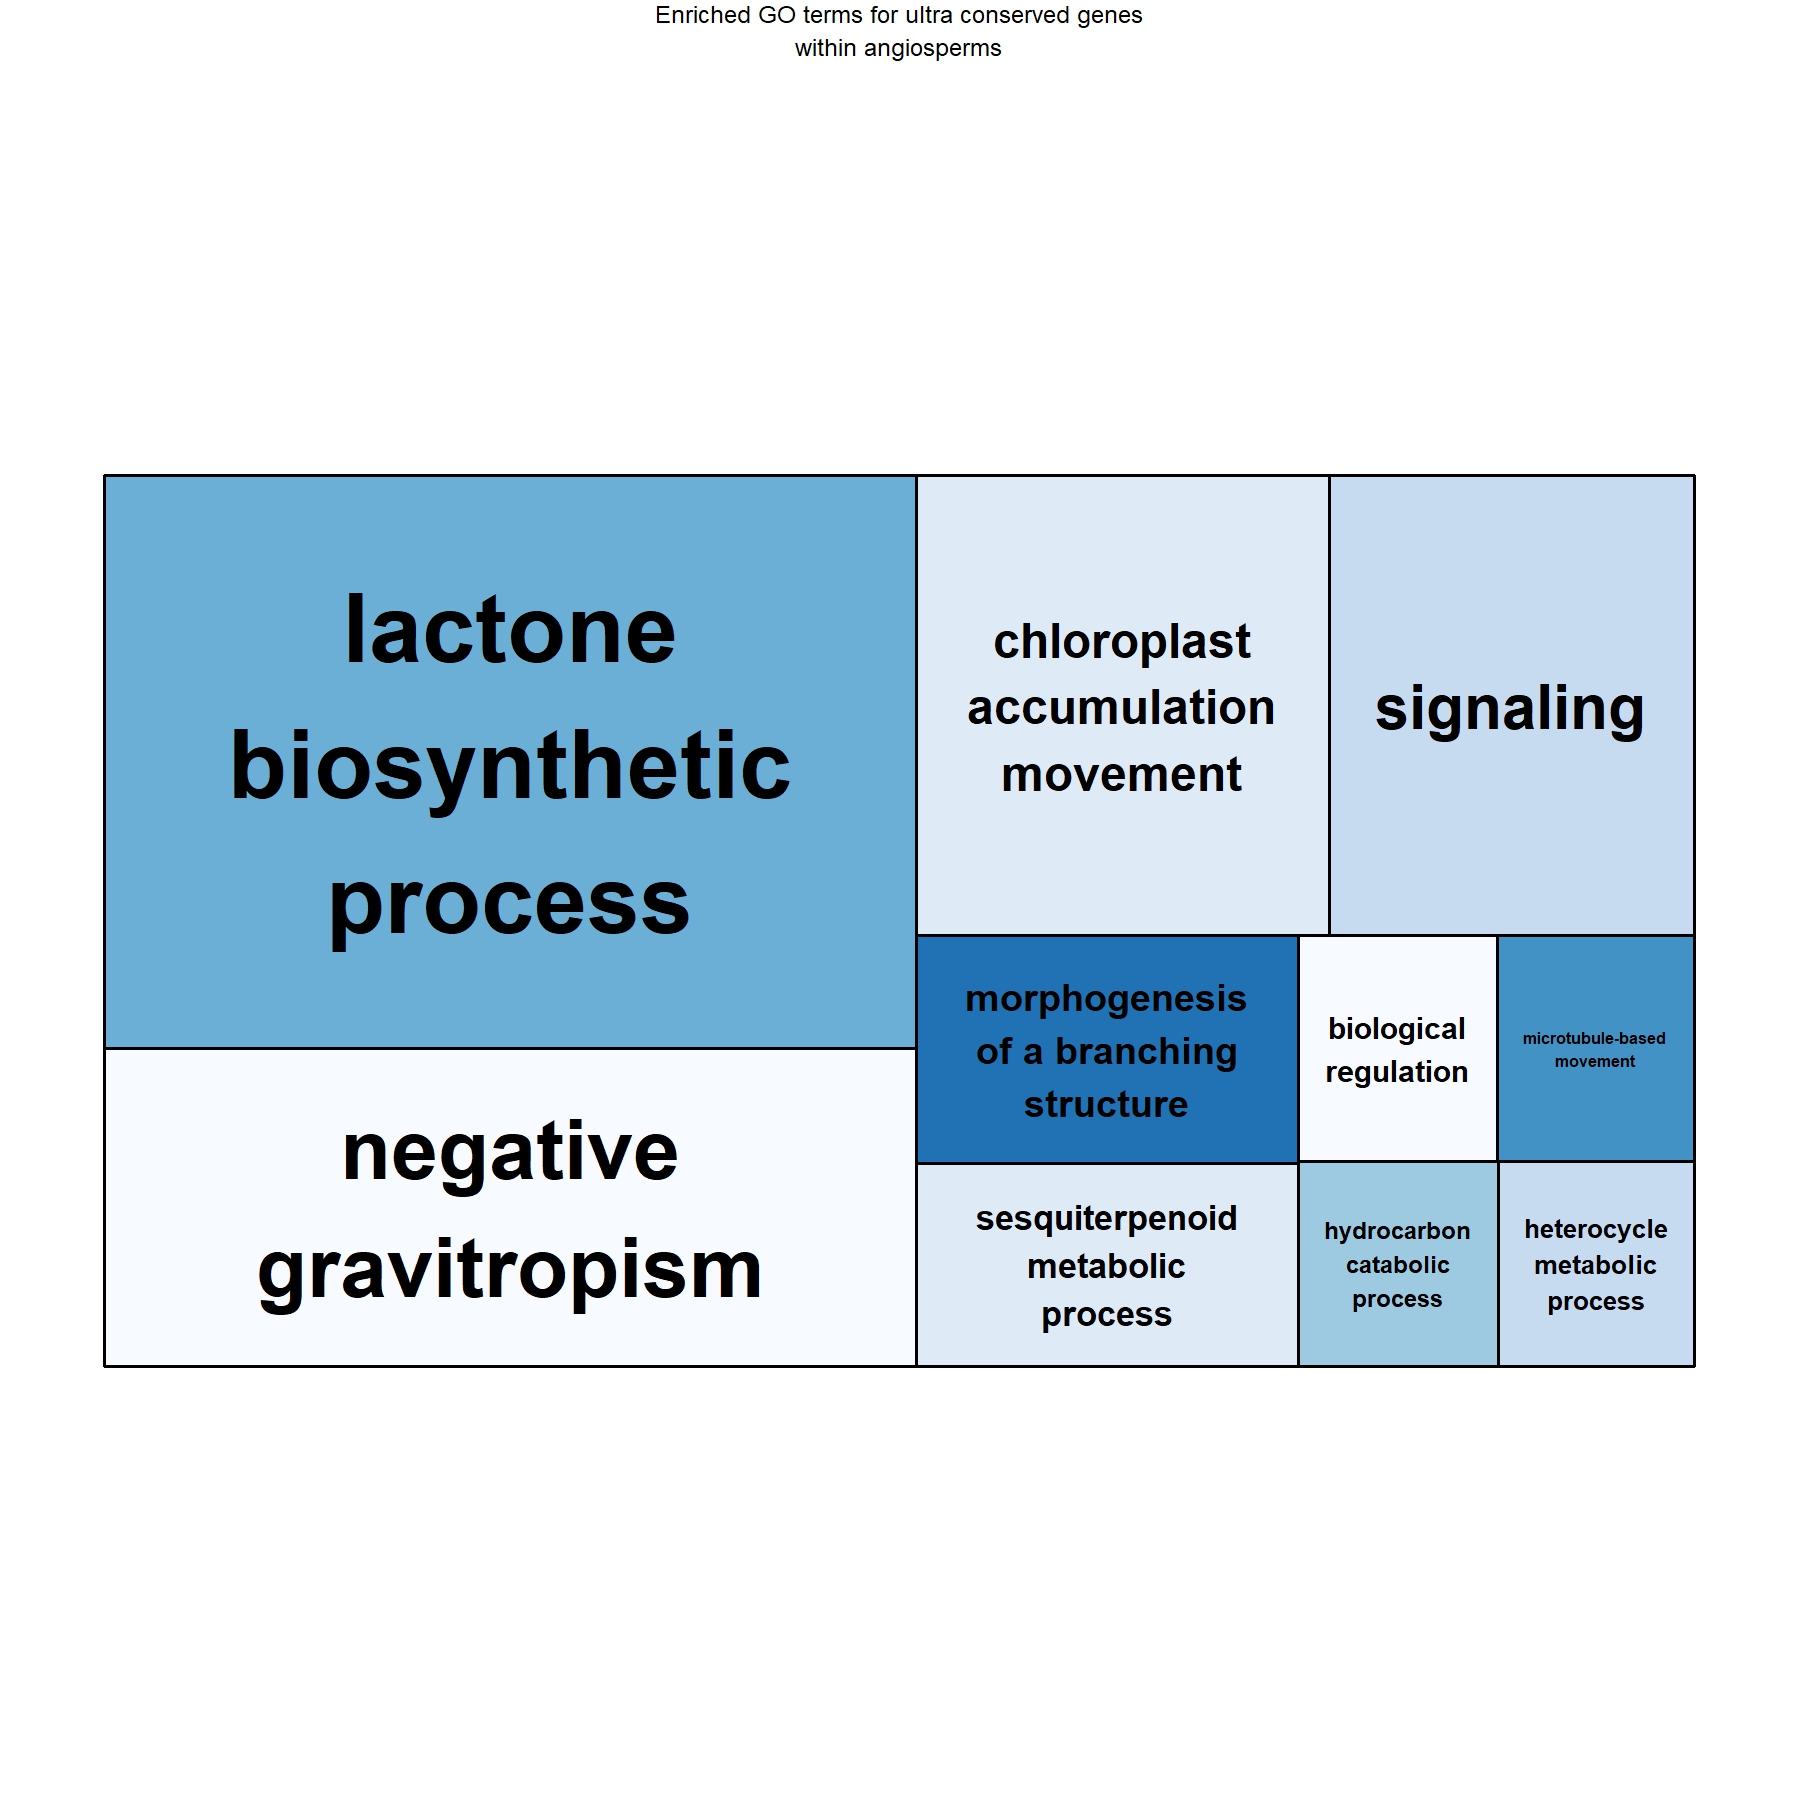 Enriched GO terms for ultra conserved genes
within angiosperms
lactone
biosynthetic
process
negative
gravitropism
chloroplast
accumulation
movement
signaling
morphogenesis
of a branching
structure
biological
regulation
microtubule-based
movement
sesquiterpenoid
metabolic
process
hydrocarbon
catabolic
process
heterocycle
metabolic
process